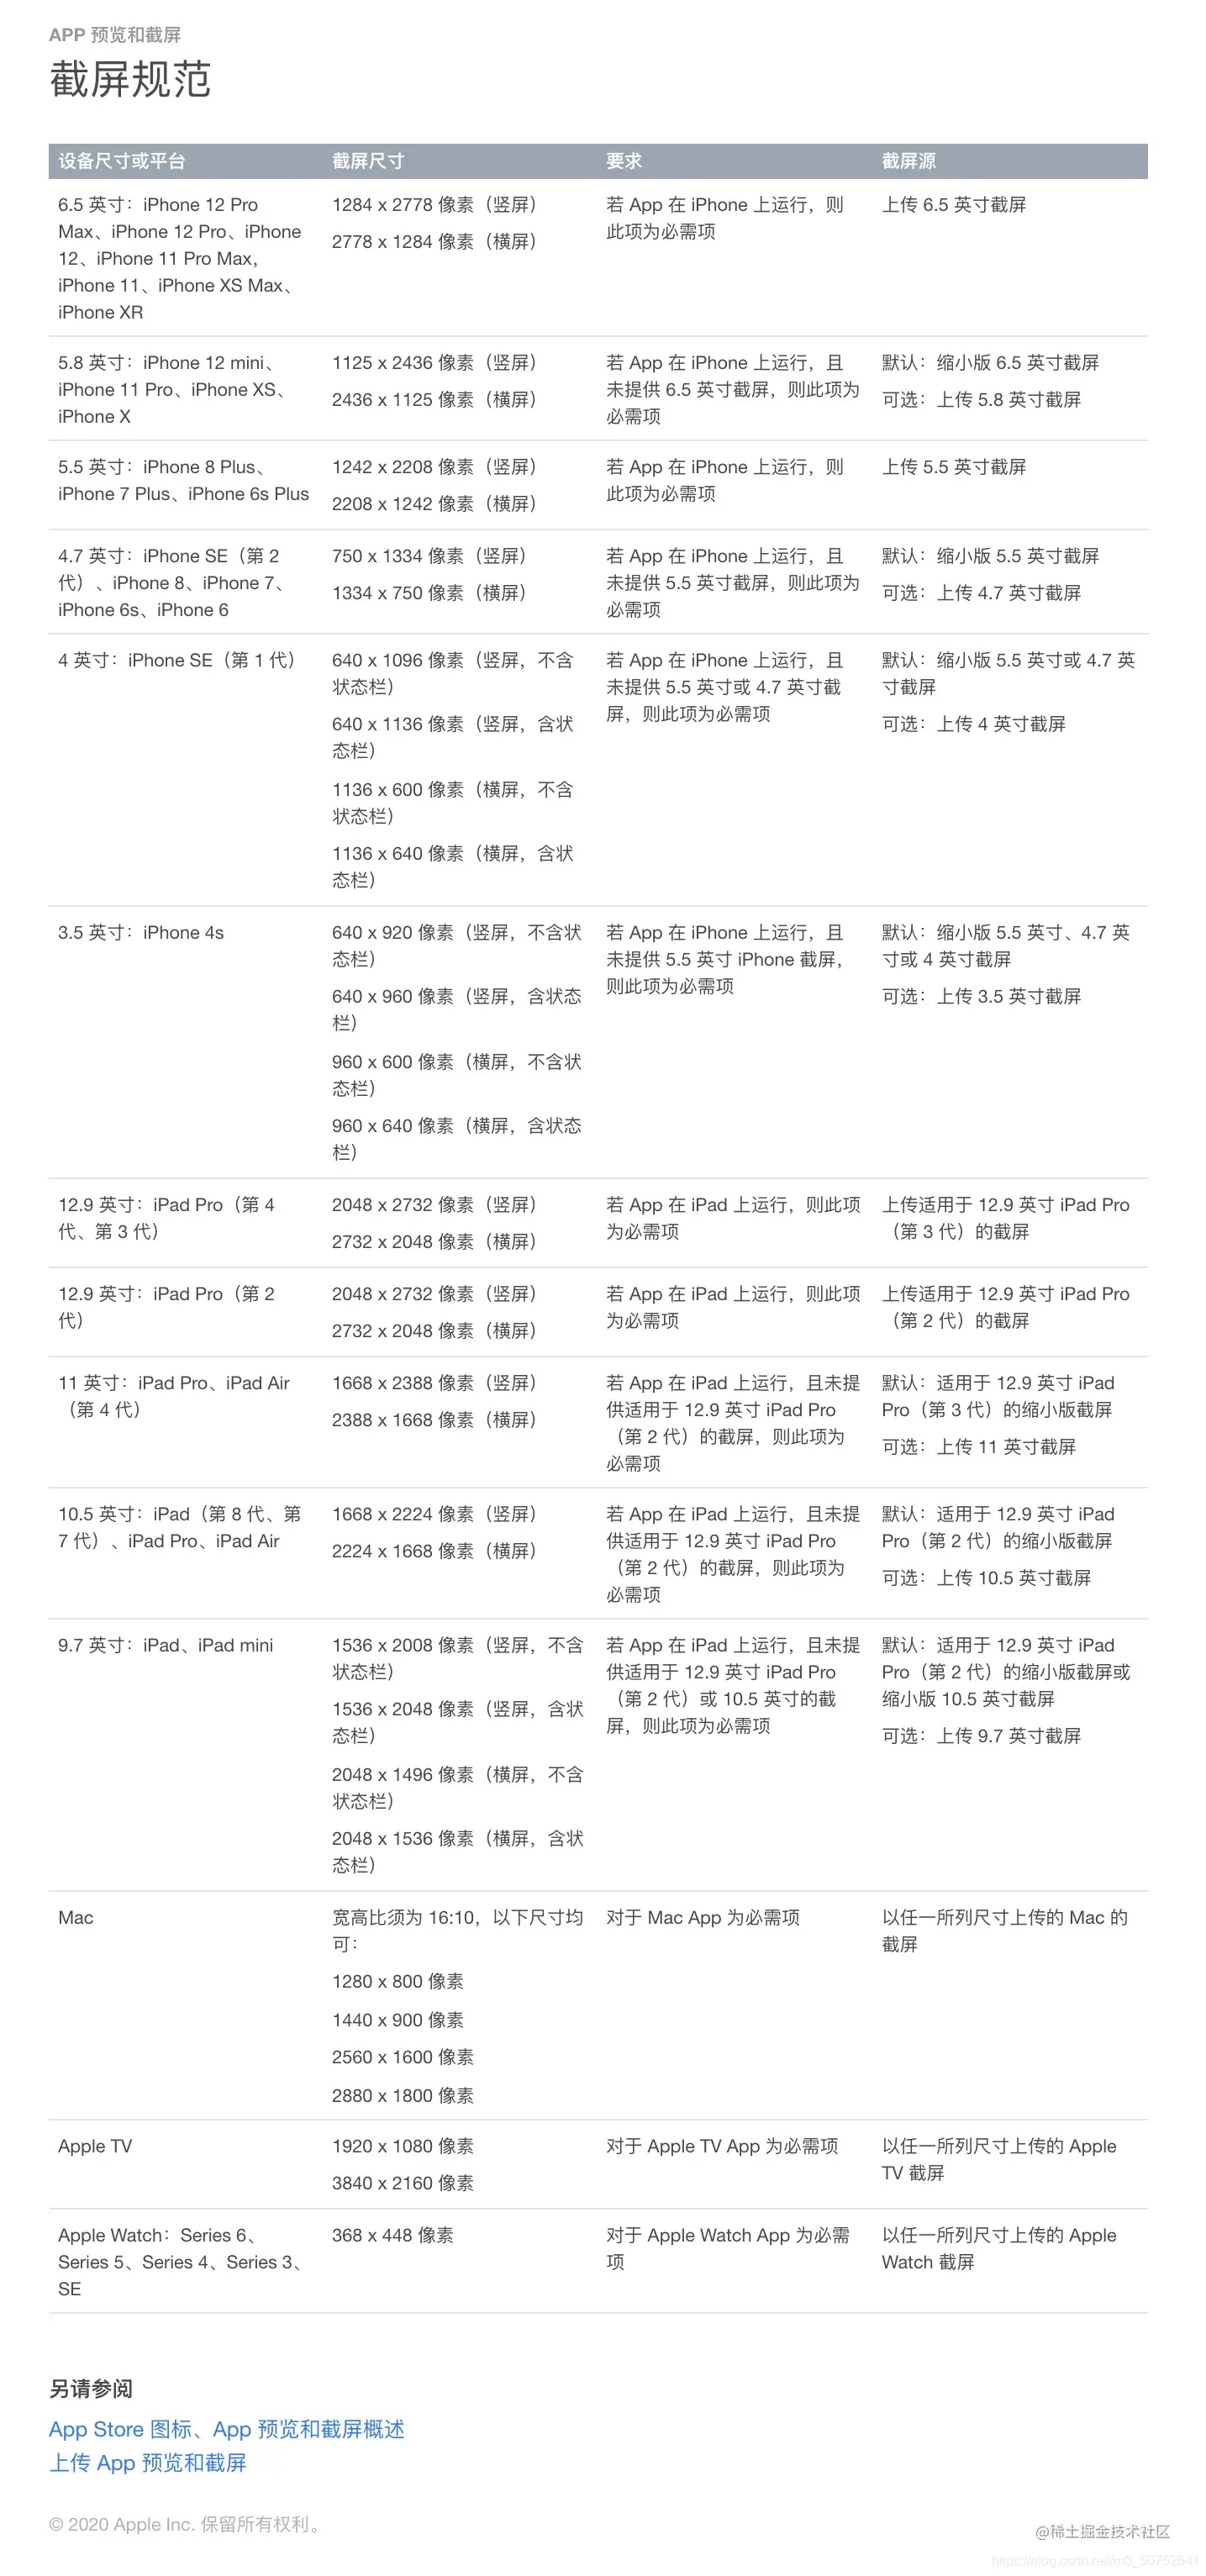 APP 预览和截屏
截屏规范
设备尺寸或平台 截屏尺寸 要求 截屏源
6.5 英寸：iPhone 12 Pro
Max、iPhone 12 Pro、iPhone
12、iPhone 11 Pro Max，
iPhone 11、iPhone XS Max、
iPhone XR
1284 x 2778 像素（竖屏）
2778 x 1284 像素（横屏）
若 App 在 iPhone 上运行，则
此项为必需项
上传 6.5 英寸截屏
5.8 英寸：iPhone 12 mini、
iPhone 11 Pro、iPhone XS、
iPhone X
1125 x 2436 像素（竖屏）
2436 x 1125 像素（横屏）
若 App 在 iPhone 上运行，且
未提供 6.5 英寸截屏，则此项为
必需项
默认：缩小版 6.5 英寸截屏
可选：上传 5.8 英寸截屏
5.5 英寸：iPhone 8 Plus、
iPhone 7 Plus、iPhone 6s Plus
1242 x 2208 像素（竖屏）
2208 x 1242 像素（横屏）
若 App 在 iPhone 上运行，则
此项为必需项
上传 5.5 英寸截屏
4.7 英寸：iPhone SE（第 2
代）、iPhone 8、iPhone 7、
iPhone 6s、iPhone 6
750 x 1334 像素（竖屏）
1334 x 750 像素（横屏）
若 App 在 iPhone 上运行，且
未提供 5.5 英寸截屏，则此项为
必需项
默认：缩小版 5.5 英寸截屏
可选：上传 4.7 英寸截屏
4 英寸：iPhone SE（第 1 代）
640 x 1096 像素（竖屏，不含
状态栏）
640 x 1136 像素（竖屏，含状
态栏）
1136 x 600 像素（横屏，不含
状态栏）
1136 x 640 像素（横屏，含状
态栏）
若 App 在 iPhone 上运行，且
未提供 5.5 英寸或 4.7 英寸截
屏，则此项为必需项
默认：缩小版 5.5 英寸或 4.7 英
寸截屏
可选：上传 4 英寸截屏
3.5 英寸：iPhone 4s
640 x 920 像素（竖屏，不含状
态栏）
640 x 960 像素（竖屏，含状态
栏）
960 x 600 像素（横屏，不含状
态栏）
960 x 640 像素（横屏，含状态
栏）
若 App 在 iPhone 上运行，且
未提供 5.5 英寸 iPhone 截屏，
则此项为必需项
默认：缩小版 5.5 英寸、4.7 英
寸或 4 英寸截屏
可选：上传 3.5 英寸截屏
12.9 英寸：iPad Pro（第 4
代、第 3 代）
2048 x 2732 像素（竖屏）
2732 x 2048 像素（横屏）
若 App 在 iPad 上运行，则此项
为必需项
上传适用于 12.9 英寸 iPad Pro
（第 3 代）的截屏
12.9 英寸：iPad Pro（第 2
代）
2048 x 2732 像素（竖屏）
2732 x 2048 像素（横屏）
若 App 在 iPad 上运行，则此项
为必需项
上传适用于 12.9 英寸 iPad Pro
（第 2 代）的截屏
11 英寸：iPad Pro、iPad Air
（第 4 代）
1668 x 2388 像素（竖屏）
2388 x 1668 像素（横屏）
若 App 在 iPad 上运行，且未提
供适用于 12.9 英寸 iPad Pro
（第 2 代）的截屏，则此项为
必需项
默认：适用于 12.9 英寸 iPad
Pro（第 3 代）的缩小版截屏
可选：上传 11 英寸截屏
10.5 英寸：iPad（第 8 代、第
7 代）、iPad Pro、iPad Air
1668 x 2224 像素（竖屏）
2224 x 1668 像素（横屏）
若 App 在 iPad 上运行，且未提
供适用于 12.9 英寸 iPad Pro
（第 2 代）的截屏，则此项为
必需项
默认：适用于 12.9 英寸 iPad
Pro（第 2 代）的缩小版截屏
可选：上传 10.5 英寸截屏
9.7 英寸：iPad、iPad mini
1536 x 2008 像素（竖屏，不含
状态栏）
1536 x 2048 像素（竖屏，含状
态栏）
2048 x 1496 像素（横屏，不含
状态栏）
2048 x 1536 像素（横屏，含状
态栏）
若 App 在 iPad 上运行，且未提
供适用于 12.9 英寸 iPad Pro
（第 2 代）或 10.5 英寸的截
屏，则此项为必需项
默认：适用于 12.9 英寸 iPad
Pro（第 2 代）的缩小版截屏或
缩小版 10.5 英寸截屏
可选：上传 9.7 英寸截屏
Mac
宽高比须为 16:10，以下尺寸均
可：
1280 x 800 像素
1440 x 900 像素
2560 x 1600 像素
2880 x 1800 像素
对于 Mac App 为必需项
以任一所列尺寸上传的 Mac 的
截屏
Apple TV
1920 x 1080 像素
3840 x 2160 像素
对于 Apple TV App 为必需项
以任一所列尺寸上传的 Apple
TV 截屏
Apple Watch：Series 6、
Series 5、Series 4、Series 3、
SE
368 x 448 像素
对于 Apple Watch App 为必需
项
以任一所列尺寸上传的 Apple
Watch 截屏
另请参阅
App Store 图标、App 预览和截屏概述
上传 App 预览和截屏
© 2020 Apple Inc. 保留所有权利。
@稀土掘金技术社区
https://blog.csdn.net/m0_50752541